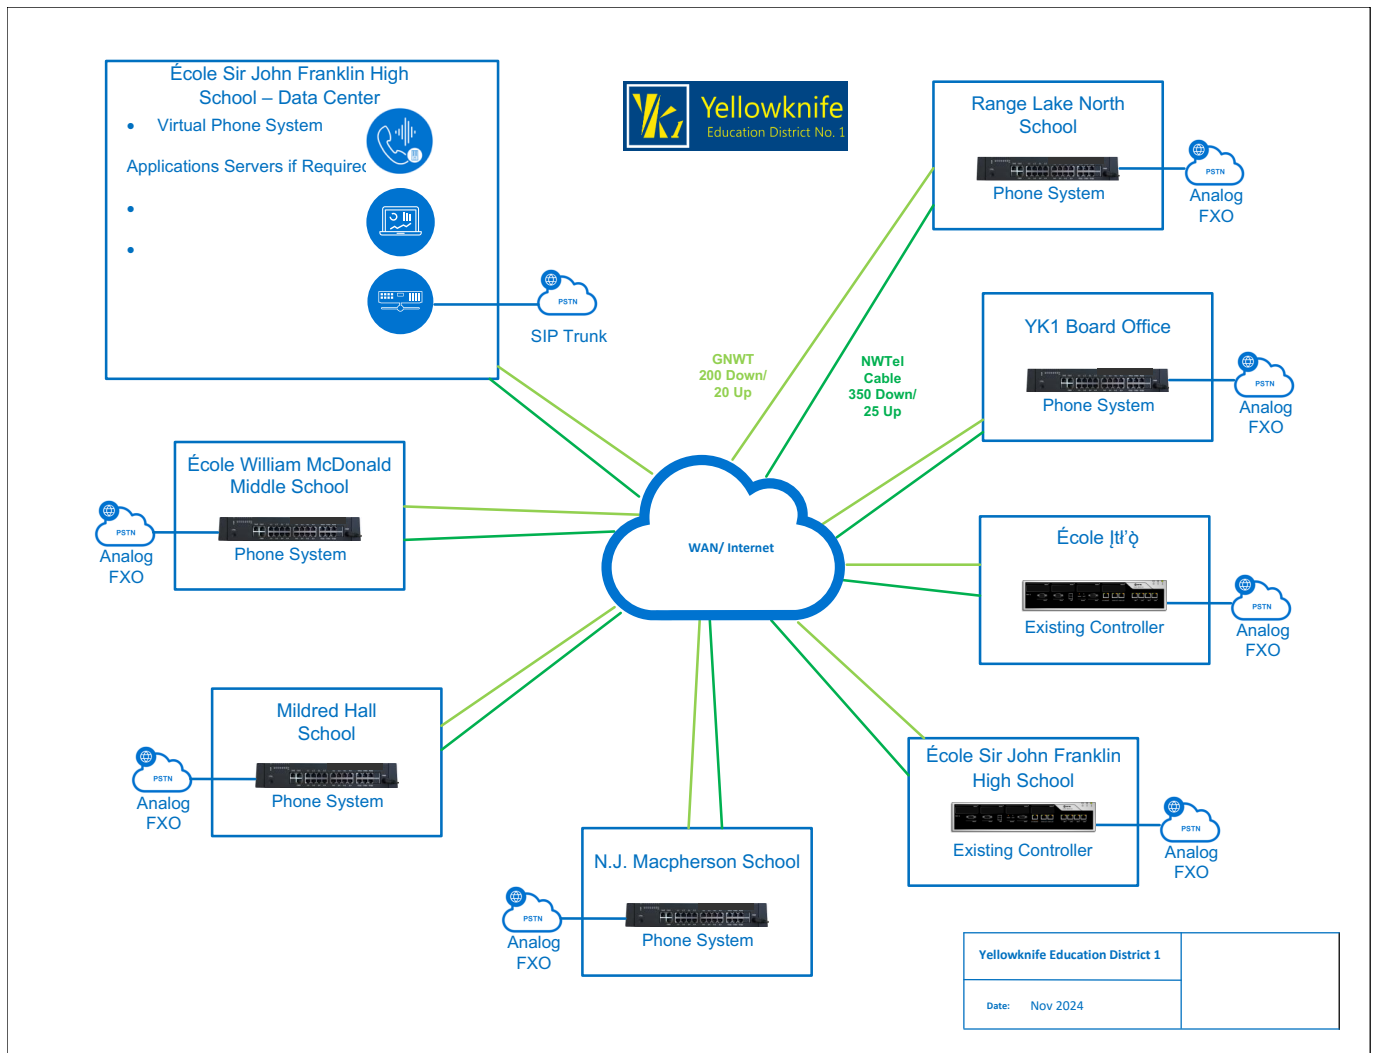 École Sir John Franklin High
School – Data Center
• Virtual Phone System
Applications Servers if Required
•
•
PSTN
SIP Trunk
YK1
Yellowknife
Education District No. 1
Range Lake North
School
Phone System
PSTN
Analog
FXO
GNWT
200 Down/
20 Up
NWTel
Cable
350 Down/
25 Up
YK1 Board Office
Phone System
PSTN
Analog
FXO
École William McDonald
Middle School
Phone System
PSTN
Analog
FXO
WAN/ Internet
École Įtł’ǫ̀
Existing Controller
PSTN
Analog
FXO
Mildred Hall
School
Phone System
PSTN
Analog
FXO
École Sir John Franklin
High School
Existing Controller
PSTN
Analog
FXO
N.J. Macpherson School
Phone System
PSTN
Analog
FXO
Yellowknife Education District 1
Date: Nov 2024